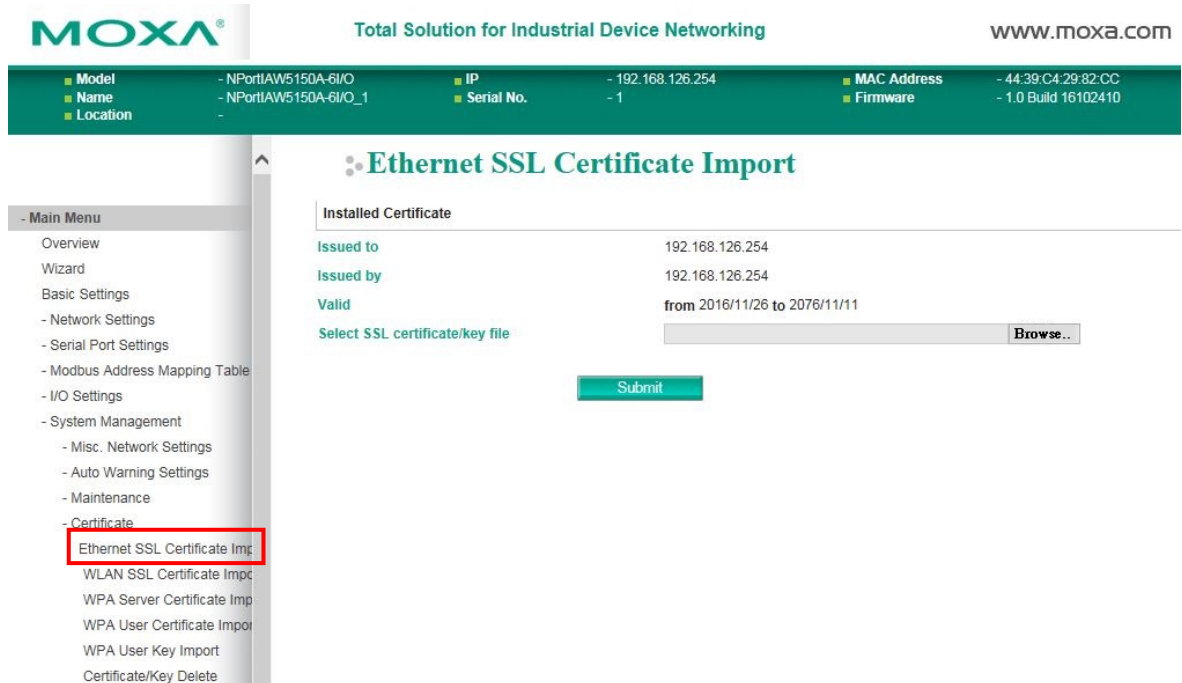 MOXA®
Total Solution for Industrial Device Networking
www.moxa.com
Model - NPortIAW5150A-6I/O IP - 192.168.126.254 MAC Address - 44:39:C4:29:82:CC
Name - NPortIAW5150A-6I/O_1 Serial No. - 1 Firmware - 1.0 Build 16102410
Location -
Ethernet SSL Certificate Import
- Main Menu
Overview
Wizard
Basic Settings
- Network Settings
- Serial Port Settings
- Modbus Address Mapping Table
- I/O Settings
- System Management
- Misc. Network Settings
- Auto Warning Settings
- Maintenance
- Certificate
Ethernet SSL Certificate Imp
WLAN SSL Certificate Impo
WPA Server Certificate Imp
WPA User Certificate Impor
WPA User Key Import
Certificate/Key Delete
Installed Certificate
Issued to 192.168.126.254
Issued by 192.168.126.254
Valid from 2016/11/26 to 2076/11/11
Select SSL certificate/key file Browse..
Submit